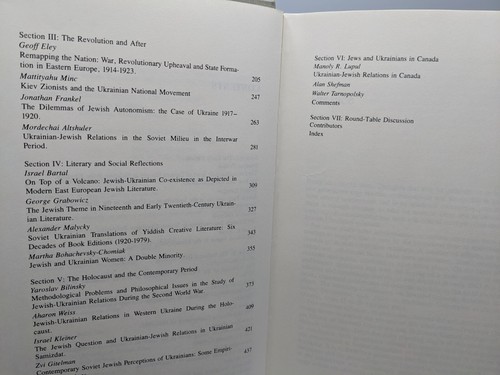 Section III: The Revolution and After
Geoff Eley
Remapping the Nation: War, Revolutionary Upheaval and State Forma-
tion in Eastern Europe, 1914-1923. 205
Mattityahu Minc
Kiev Zionists and the Ukrainian National Movement 247
Jonathan Frankel
The Dilemmas of Jewish Autonomism: the Case of Ukraine 1917–
1920. 263
Mordechai Altshuler
Ukrainian-Jewish Relations in the Soviet Milieu in the Interwar
Period. 281
Section IV: Literary and Social Reflections
Israel Bartal
On Top of a Volcano: Jewish-Ukrainian Co-existence as Depicted in
Modern East European Jewish Literature. 309
George Grabowicz
The Jewish Theme in Nineteenth and Early Twentieth-Century Ukrain-
ian Literature. 327
Alexander Malycky
Soviet Ukrainian Translations of Yiddish Creative Literature: Six
Decades of Book Editions (1920-1979). 343
Martha Bohachevsky-Chomiak
Jewish and Ukrainian Women: A Double Minority. 355
Section V: The Holocaust and the Contemporary Period
Yaroslav Bilinsky
Methodological Problems and Philosophical Issues in the Study of
Jewish-Ukrainian Relations During the Second World War. 373
Aharon Weiss
Jewish-Ukrainian Relations in Western Ukraine During the Holo-
caust. 409
Israel Kleiner
The Jewish Question and Ukrainian-Jewish Relations in Ukrainian
Samizdat. 421
Zvi Gitelman
Contemporary Soviet Jewish Perceptions of Ukrainians: Some Empiri- 437
Section VI: Jews and Ukrainians in Canada
Manoly R. Lupul
Ukrainian-Jewish Relations in Canada
Alan Shefman
Walter Tarnopolsky
Comments
Section VII: Round-Table Discussion
Contributors
Index